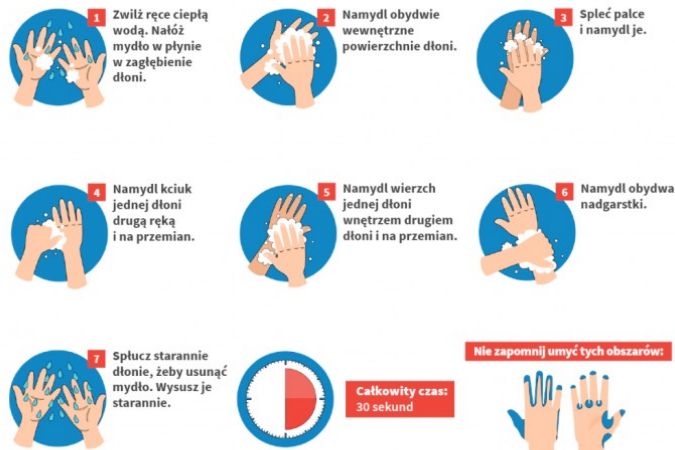 1
Zwilż ręce ciepłą
wodą. Nałóż
mydło w płynie
w zagłębienie
dłoni.
2
Namydl obydwie
wewnętrzne
powierzchnie dłoni.
3
Spleć palce
i namydl je.
4
Namydl kciuk
jednej dłoni
drugą ręką
i na przemian.
5
Namydl wierzch
jednej dłoni
wnętrzem drugiem
dłoni i na przemian.
6
Namydl obydwa
nadgarstki.
7
Spłucz starannie
dłonie, żeby usunąć
mydło. Wysusz je
starannie.
Całkowity czas:
30 sekund
Nie zapomnij umyć tych obszarów: